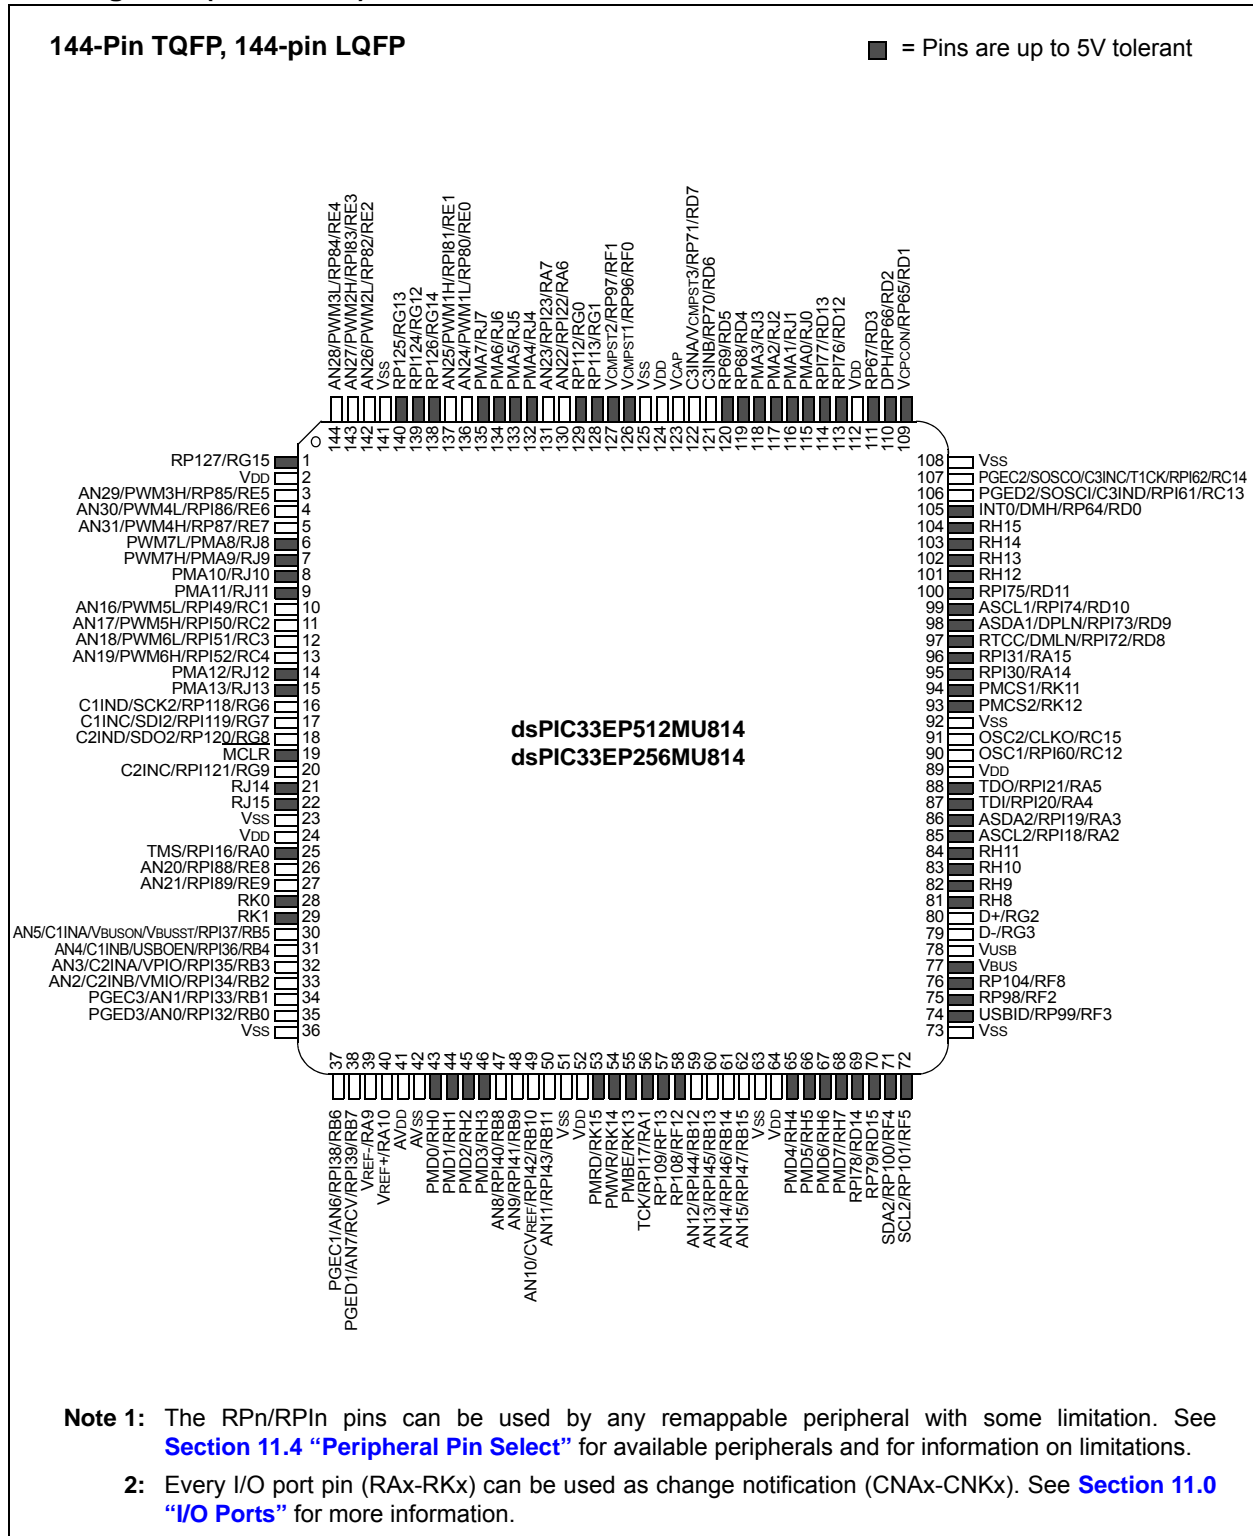 144-Pin TQFP, 144-pin LQFP
= Pins are up to 5V tolerant
AN28/PWM3L/RP84/RE4
AN27/PWM2H/RPI83/RE3
AN26/PWM2L/RP82/RE2
VSS
RP125/RG13
RPI124/RG12
RP126/RG14
AN25/PWM1H/RPI81/RE1
AN24/PWM1L/RP80/RE0
PMA7/RJ7
PMA6/RJ6
PMA5/RJ5
PMA4/RJ4
AN23/RPI23/RA7
AN22/RPI22/RA6
RP112/RG0
RP113/RG1
VCMPST2/RP97/RF1
VCMPST1/RP96/RF0
VSS
VDD
VCAP
C3INA/VCMPST3/RP71/RD7
C3INB/RP70/RD6
RP69/RD5
RP68/RD4
PMA3/RJ3
PMA2/RJ2
PMA1/RJ1
PMA0/RJ0
RPI77/RD13
RPI76/RD12
VDD
RP67/RD3
DPH/RP66/RD2
VCPCON/RP65/RD1
144 143 142 141 140 139 138 137 136 135 134 133 132 131 130 129 128 127 126 125 124 123 122 121 120 119 118 117 116 115 114 113 112 111 110 109
RP127/RG15 1
VDD 2
AN29/PWM3H/RP85/RE5 3
AN30/PWM4L/RPI86/RE6 4
AN31/PWM4H/RP87/RE7 5
PWM7L/PMA8/RJ8 6
PWM7H/PMA9/RJ9 7
PMA10/RJ10 8
PMA11/RJ11 9
AN16/PWM5L/RPI49/RC1 10
AN17/PWM5H/RPI50/RC2 11
AN18/PWM6L/RPI51/RC3 12
AN19/PWM6H/RPI52/RC4 13
PMA12/RJ12 14
PMA13/RJ13 15
C1IND/SCK2/RP118/RG6 16
C1INC/SDI2/RPI119/RG7 17
C2IND/SDO2/RP120/RG8 18
MCLR 19
C2INC/RPI121/RG9 20
RJ14 21
RJ15 22
VSS 23
VDD 24
TMS/RPI16/RA0 25
AN20/RPI88/RE8 26
AN21/RPI89/RE9 27
RK0 28
RK1 29
AN5/C1INA/VBUSON/VBUSST/RPI37/RB5 30
AN4/C1INB/USBOEN/RPI36/RB4 31
AN3/C2INA/VPIO/RPI35/RB3 32
AN2/C2INB/VMIO/RPI34/RB2 33
PGEC3/AN1/RPI33/RB1 34
PGED3/AN0/RPI32/RB0 35
VSS 36
dsPIC33EP512MU814
dsPIC33EP256MU814
108 VSS
107 PGEC2/SOSCO/C3INC/T1CK/RPI62/RC14
106 PGED2/SOSCI/C3IND/RPI61/RC13
105 INT0/DMH/RP64/RD0
104 RH15
103 RH14
102 RH13
101 RH12
100 RPI75/RD11
99 ASCL1/RPI74/RD10
98 ASDA1/DPLN/RPI73/RD9
97 RTCC/DMLN/RPI72/RD8
96 RPI31/RA15
95 RPI30/RA14
94 PMCS1/RK11
93 PMCS2/RK12
92 VSS
91 OSC2/CLKO/RC15
90 OSC1/RPI60/RC12
89 VDD
88 TDO/RPI21/RA5
87 TDI/RPI20/RA4
86 ASDA2/RPI19/RA3
85 ASCL2/RPI18/RA2
84 RH11
83 RH10
82 RH9
81 RH8
80 D+/RG2
79 D-/RG3
78 VUSB
77 VBUS
76 RP104/RF8
75 RP98/RF2
74 USBID/RP99/RF3
73 VSS
37 38 39 40 41 42 43 44 45 46 47 48 49 50 51 52 53 54 55 56 57 58 59 60 61 62 63 64 65 66 67 68 69 70 71 72
PGEC1/AN6/RPI38/RB6
PGED1/AN7/RCV/RPI39/RB7
VREF-/RA9
VREF+/RA10
AVDD
AVSS
PMD0/RH0
PMD1/RH1
PMD2/RH2
PMD3/RH3
AN8/RPI40/RB8
AN9/RPI41/RB9
AN10/CVREF/RPI42/RB10
AN11/RPI43/RB11
VSS
VDD
PMRD/RK15
PMWR/RK14
PMBE/RK13
TCK/RPI17/RA1
RP109/RF13
RP108/RF12
AN12/RPI44/RB12
AN13/RPI45/RB13
AN14/RPI46/RB14
AN15/RPI47/RB15
VSS
VDD
PMD4/RH4
PMD5/RH5
PMD6/RH6
PMD7/RH7
RPI78/RD14
RP79/RD15
SDA2/RP100/RF4
SCL2/RP101/RF5
Note 1: The RPn/RPIn pins can be used by any remappable peripheral with some limitation. See
Section 11.4 “Peripheral Pin Select” for available peripherals and for information on limitations.
2: Every I/O port pin (RAx-RKx) can be used as change notification (CNAx-CNKx). See Section 11.0
“I/O Ports” for more information.